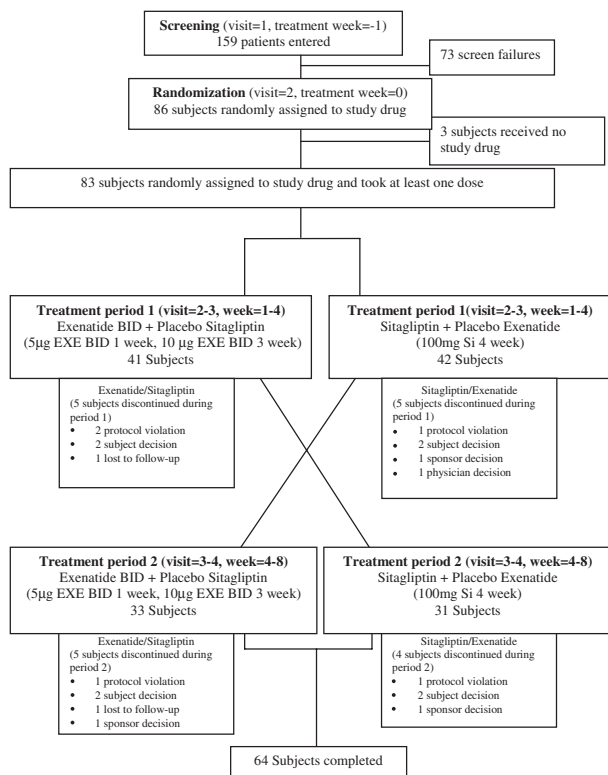 Screening (visit=1, treatment week=-1)
159 patients entered
73 screen failures
Randomization (visit=2, treatment week=0)
86 subjects randomly assigned to study drug
3 subjects received no
study drug
83 subjects randomly assigned to study drug and took at least one dose
Treatment period 1 (visit=2-3, week=1-4)
Exenatide BID + Placebo Sitagliptin
(5µg EXE BID 1 week, 10 µg EXE BID 3 week)
41 Subjects
Treatment period 1(visit=2-3, week=1-4)
Sitagliptin + Placebo Exenatide
(100mg Si 4 week)
42 Subjects
Exenatide/Sitagliptin
(5 subjects discontinued during
period 1)
• 2 protocol violation
• 2 subject decision
• 1 lost to follow-up
Sitagliptin/Exenatide
(5 subjects discontinued during
period 1)
• 1 protocol violation
• 2 subject decision
• 1 sponsor decision
• 1 physician decision
Treatment period 2 (visit=3-4, week=4-8)
Exenatide BID + Placebo Sitagliptin
(5µg EXE BID 1 week, 10µg EXE BID 3 week)
33 Subjects
Treatment period 2 (visit=3-4, week=4-8)
Sitagliptin + Placebo Exenatide
(100mg Si 4 week)
31 Subjects
Exenatide/Sitagliptin
(5 subjects discontinued during
period 2)
• 1 protocol violation
• 2 subject decision
• 1 lost to follow-up
• 1 sponsor decision
Sitagliptin/Exenatide
(4 subjects discontinued during
period 2)
• 1 protocol violation
• 2 subject decision
• 1 sponsor decision
64 Subjects completed